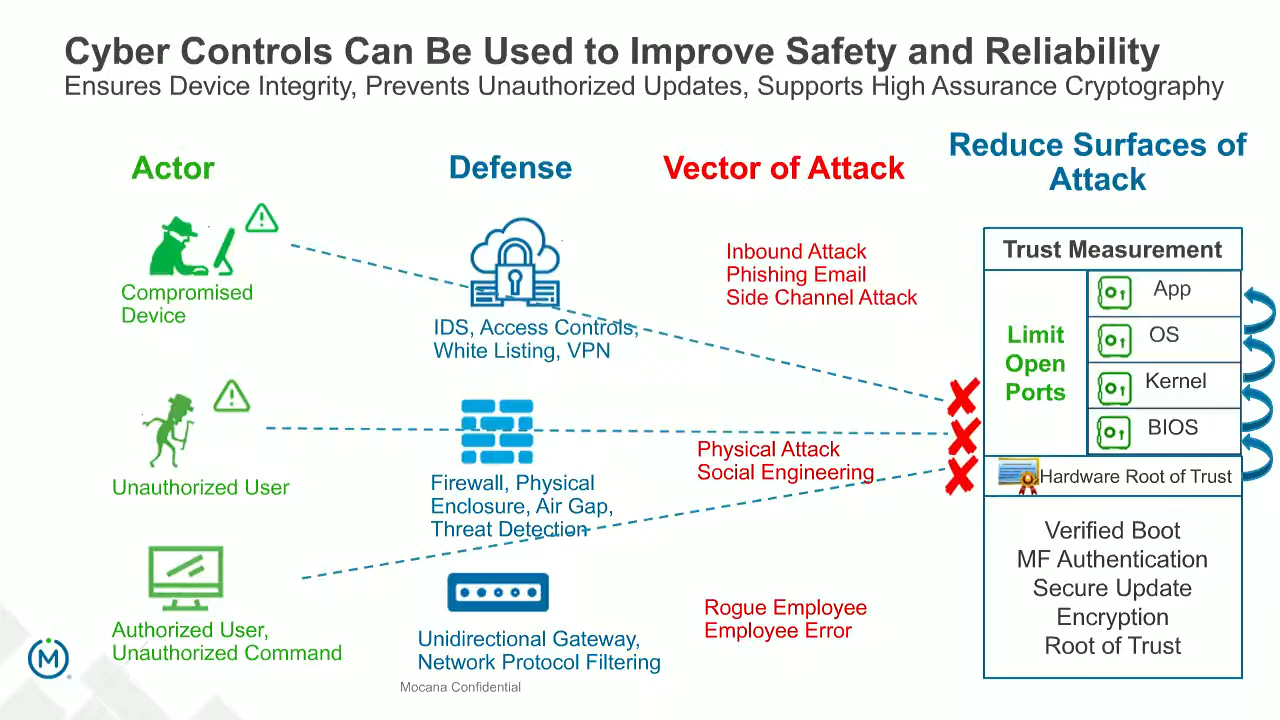 Cyber Controls Can Be Used to Improve Safety and Reliability
Ensures Device Integrity, Prevents Unauthorized Updates, Supports High Assurance Cryptography
Actor
Defense
Vector of Attack
Reduce Surfaces of
Attack
Compromised
Device
IDS, Access Controls,
White Listing, VPN
Inbound Attack
Phishing Email
Side Channel Attack
Unauthorized User
Firewall, Physical
Enclosure, Air Gap,
Threat Detection
Physical Attack
Social Engineering
Authorized User,
Unauthorized Command
Unidirectional Gateway,
Network Protocol Filtering
Rogue Employee
Employee Error
Trust Measurement
Limit
Open
Ports
App
OS
Kernel
BIOS
Hardware Root of Trust
Verified Boot
MF Authentication
Secure Update
Encryption
Root of Trust
M
Mocana Confidential